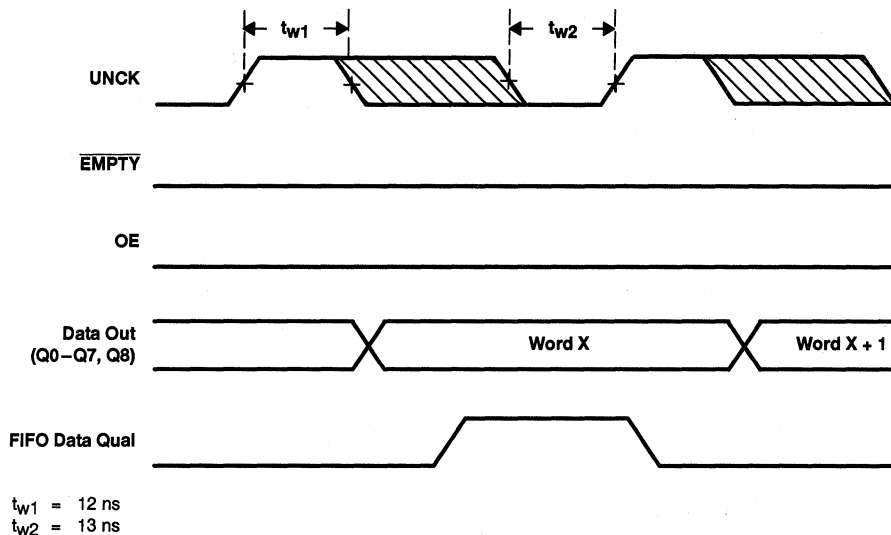 tw1
tw2
UNCK
EMPTY
OE
Data Out
(Q0–Q7, Q8)
Word X
Word X + 1
FIFO Data Qual
tw1 = 12 ns
tw2 = 13 ns